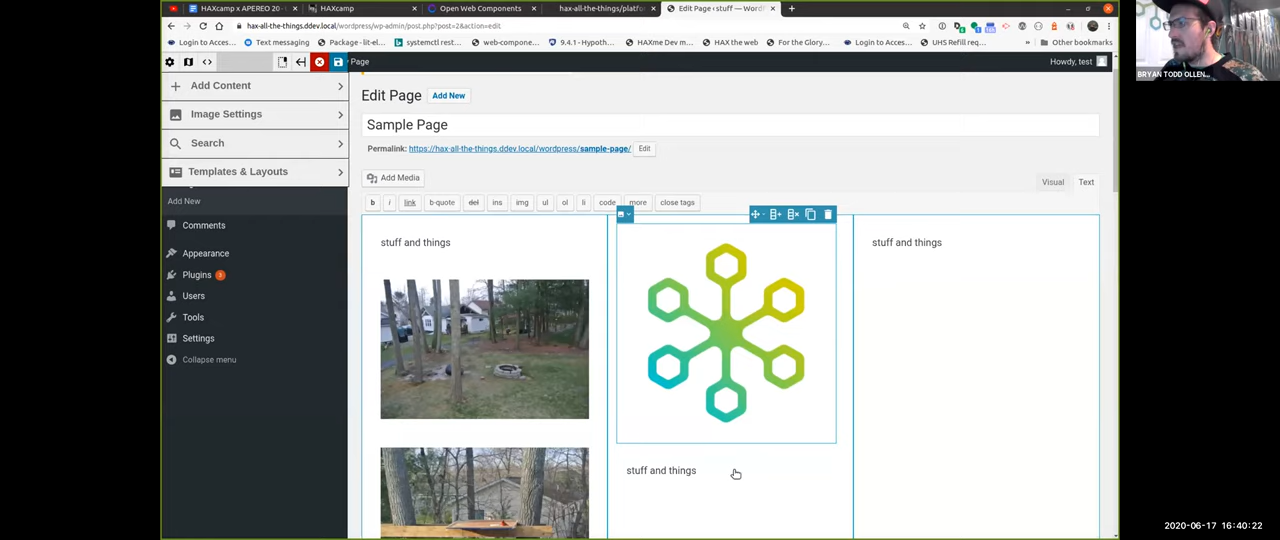 HAXcamp x APEREO 20
HAXcamp
Open Web Components
hax-all-the-things/platfor
Edit Page ‹ stuff — WordP
hax-all-the-things.ddev.local/wordpress/wp-admin/post.php?post=2&action=edit
Login to Acces...
Text messaging
Package - lit-el...
systemctl restart...
web-compone...
9.4.1 - Hypoth...
HAXme Dev m...
HAX the web
For the Glory...
Login to Acces...
UHS Refill req...
Other bookmarks
Page
Howdy, test
Add Content
Image Settings
Search
Templates & Layouts
Add New
Comments
Appearance
Plugins 3
Users
Tools
Settings
Collapse menu
Edit Page
Add New
Sample Page
Permalink: https://hax-all-the-things.ddev.local/wordpress/sample-page/ Edit
Add Media
Visual
Text
b
i
link
b-quote
del
ins
img
ul
ol
li
code
more
close tags
stuff and things
stuff and things
stuff and things
BRYAN TODD OLLEN...
2020-06-17 16:40:22